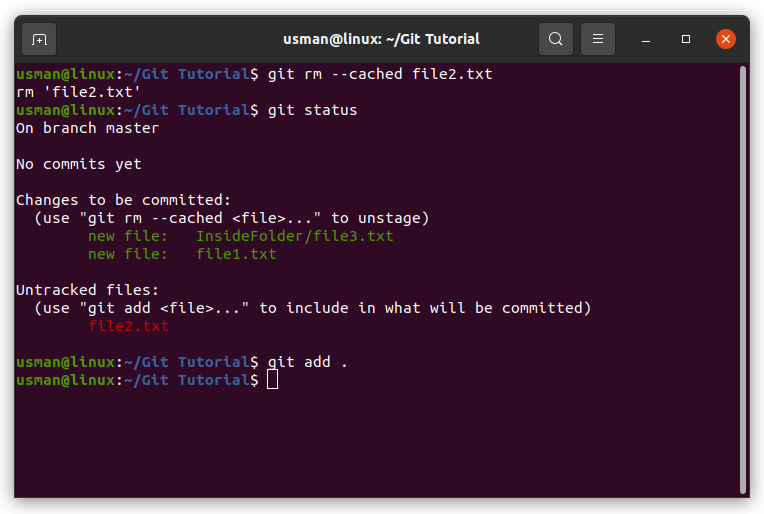 usman@linux: ~/Git Tutorial
usman@linux:~/Git Tutorial$ git rm --cached file2.txt
rm 'file2.txt'
usman@linux:~/Git Tutorial$ git status
On branch master
No commits yet
Changes to be committed:
  (use "git rm --cached <file>..." to unstage)
        new file:   InsideFolder/file3.txt
        new file:   file1.txt
Untracked files:
  (use "git add <file>..." to include in what will be committed)
        file2.txt
usman@linux:~/Git Tutorial$ git add .
usman@linux:~/Git Tutorial$